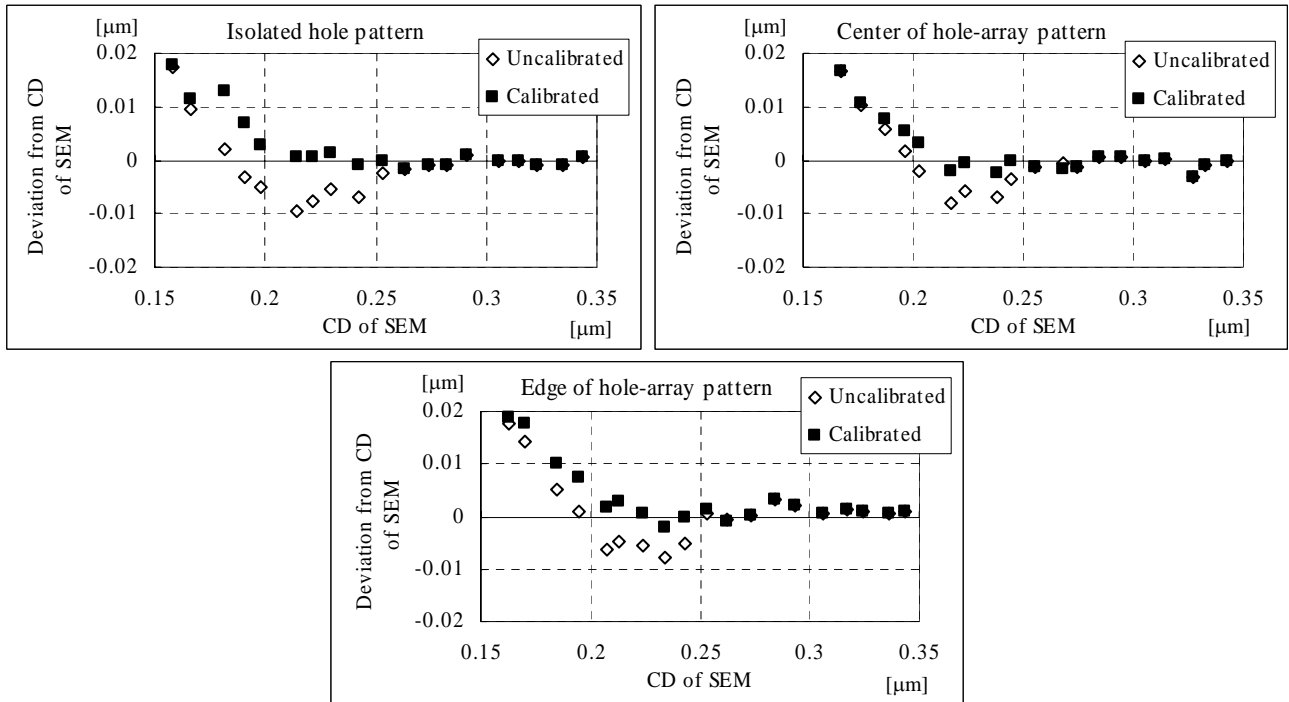 [μm]
Isolated hole pattern
Uncalibrated
Calibrated
0.02
0.01
0
-0.01
-0.02
Deviation from CD
of SEM
0.15
0.2
0.25
0.3
0.35
CD of SEM
[μm]
[μm]
Center of hole-array pattern
Uncalibrated
Calibrated
0.02
0.01
0
-0.01
-0.02
Deviation from CD
of SEM
0.15
0.2
0.25
0.3
0.35
CD of SEM
[μm]
[μm]
Edge of hole-array pattern
Uncalibrated
Calibrated
0.02
0.01
0
-0.01
-0.02
Deviation from CD
of SEM
0.15
0.2
0.25
0.3
0.35
CD of SEM
[μm]